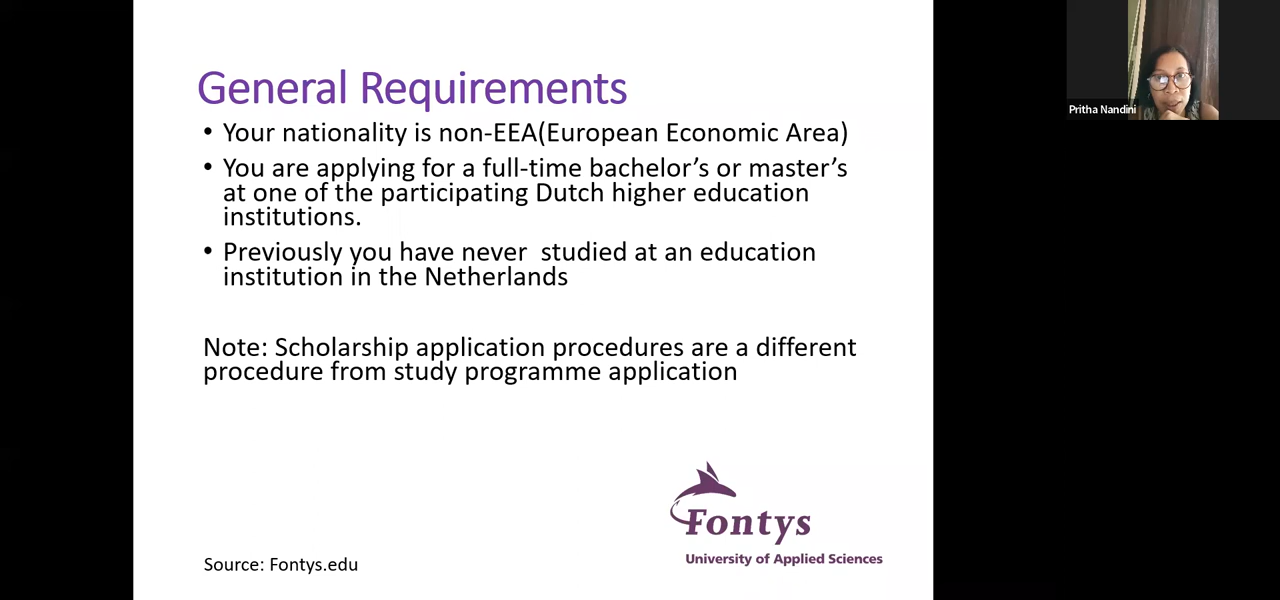 General Requirements
• Your nationality is non-EEA(European Economic Area)
• You are applying for a full-time bachelor’s or master’s
at one of the participating Dutch higher education
institutions.
• Previously you have never  studied at an education
institution in the Netherlands
Note: Scholarship application procedures are a different
procedure from study programme application
Fontys
University of Applied Sciences
Source: Fontys.edu
Pritha Nandini